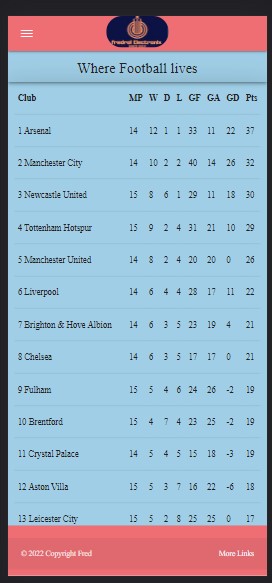 fredrel Electronix
Where Football lives
Club MP W D L GF GA GD Pts
1 Arsenal 14 12 1 1 33 11 22 37
2 Manchester City 14 10 2 2 40 14 26 32
3 Newcastle United 15 8 6 1 29 11 18 30
4 Tottenham Hotspur 15 9 2 4 31 21 10 29
5 Manchester United 14 8 2 4 20 20 0 26
6 Liverpool 14 6 4 4 28 17 11 22
7 Brighton & Hove Albion 14 6 3 5 23 19 4 21
8 Chelsea 14 6 3 5 17 17 0 21
9 Fulham 15 5 4 6 24 26 -2 19
10 Brentford 15 4 7 4 23 25 -2 19
11 Crystal Palace 14 5 4 5 15 18 -3 19
12 Aston Villa 15 5 3 7 16 22 -6 18
13 Leicester City 15 5 2 8 25 25 0 17
© 2022 Copyright Fred More Links